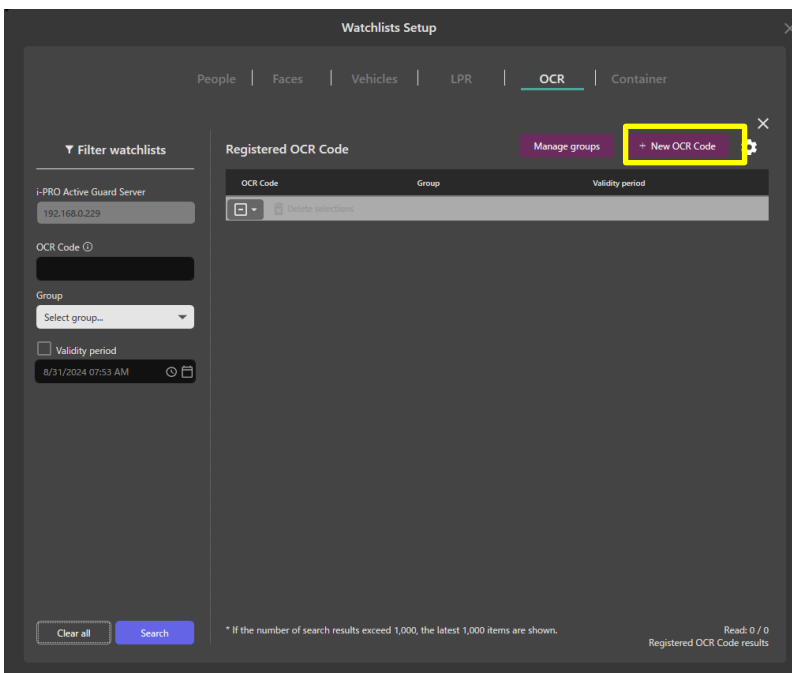 Watchlists Setup
People | Faces | Vehicles | LPR | OCR | Container
Filter watchlists
i-PRO Active Guard Server
192.168.0.229
OCR Code
Group
Select group...
Validity period
8/31/2024 07:53 AM
Clear all
Search
Registered OCR Code
Manage groups
+ New OCR Code
OCR Code Group Validity period
Delete selections
* If the number of search results exceed 1,000, the latest 1,000 items are shown.
Read: 0 / 0
Registered OCR Code results